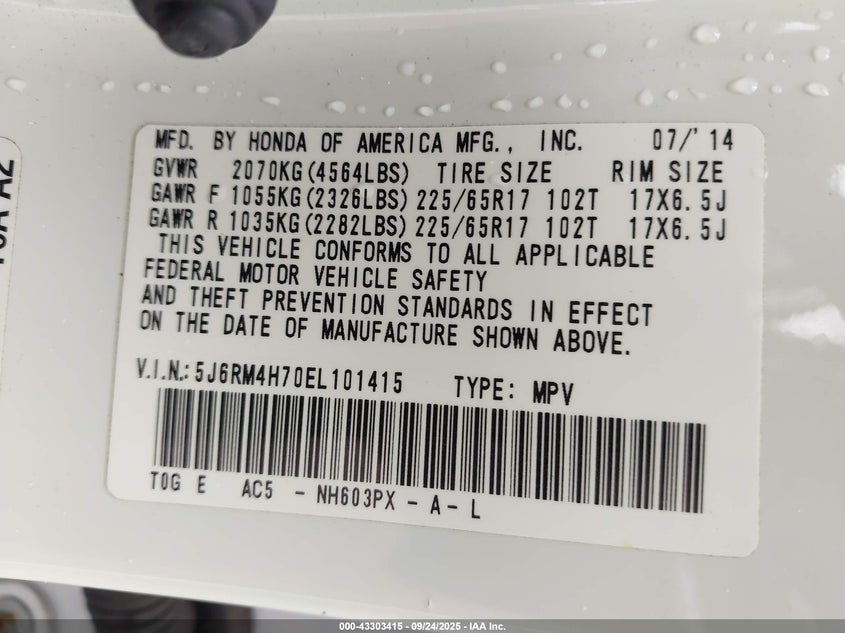 MFD. BY HONDA OF AMERICA MFG., INC. 07/'14
GVWR 2070KG(4564LBS) TIRE SIZE RIM SIZE
GAWR F 1055KG(2326LBS) 225/65R17 102T 17X6.5J
GAWR R 1035KG(2282LBS) 225/65R17 102T 17X6.5J
THIS VEHICLE CONFORMS TO ALL APPLICABLE
FEDERAL MOTOR VEHICLE SAFETY
AND THEFT PREVENTION STANDARDS IN EFFECT
ON THE DATE OF MANUFACTURE SHOWN ABOVE.
V.I.N.: 5J6RM4H70EL101415 TYPE: MPV
T0G E AC5 - NH603PX - A - L
000-43303415 - 09/24/2025 - IAA Inc.